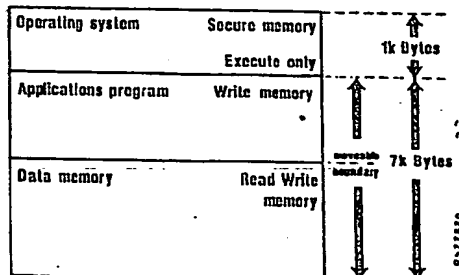 Operating system Secure memory
Execute only
1k Bytes
Applications program Write memory
moveable
boundary
7k Bytes
Data memory Read Write
memory